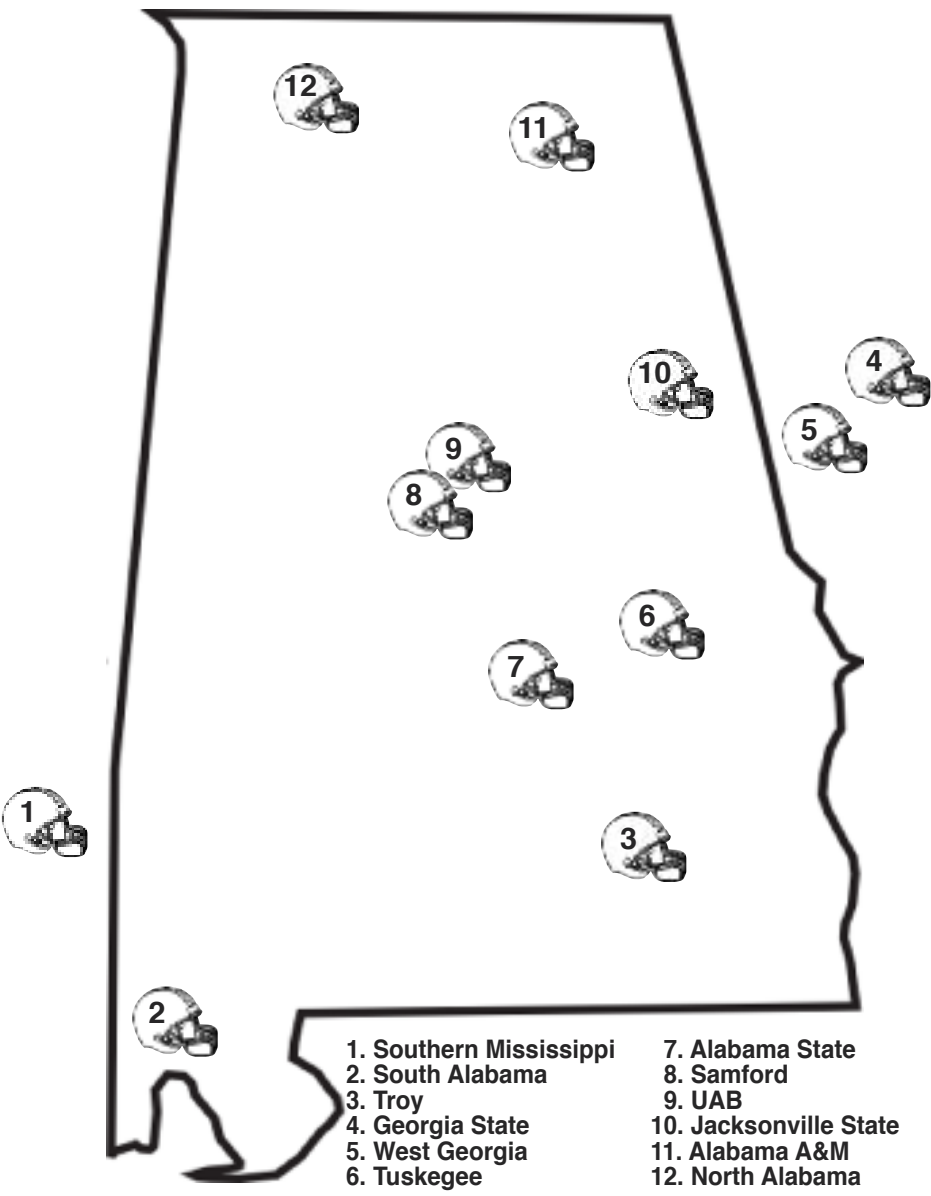 12
11
10
4
5
9
8
6
7
1
3
2
1. Southern Mississippi
2. South Alabama
3. Troy
4. Georgia State
5. West Georgia
6. Tuskegee
7. Alabama State
8. Samford
9. UAB
10. Jacksonville State
11. Alabama A&M
12. North Alabama